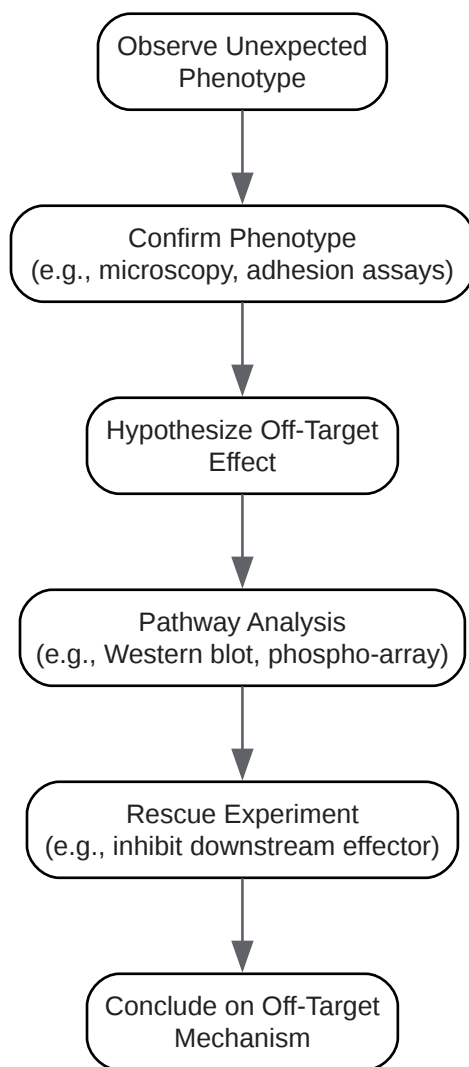 Observe Unexpected
Phenotype
Confirm Phenotype
(e.g., microscopy, adhesion assays)
Hypothesize Off-Target
Effect
Pathway Analysis
(e.g., Western blot, phospho-array)
Rescue Experiment
(e.g., inhibit downstream effector)
Conclude on Off-Target
Mechanism